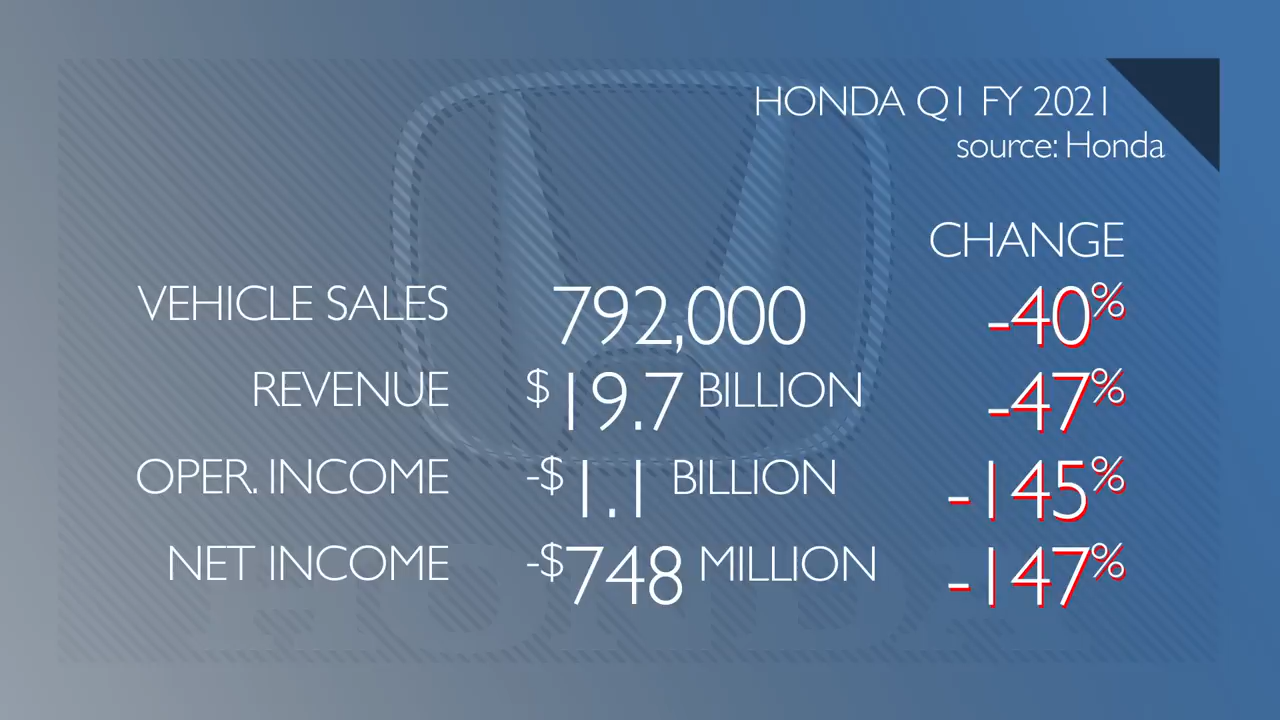 HONDA Q1 FY 2021
source: Honda
CHANGE
VEHICLE SALES 792,000 -40%
REVENUE $19.7 BILLION -47%
OPER. INCOME -$1.1 BILLION -145%
NET INCOME -$748 MILLION -147%